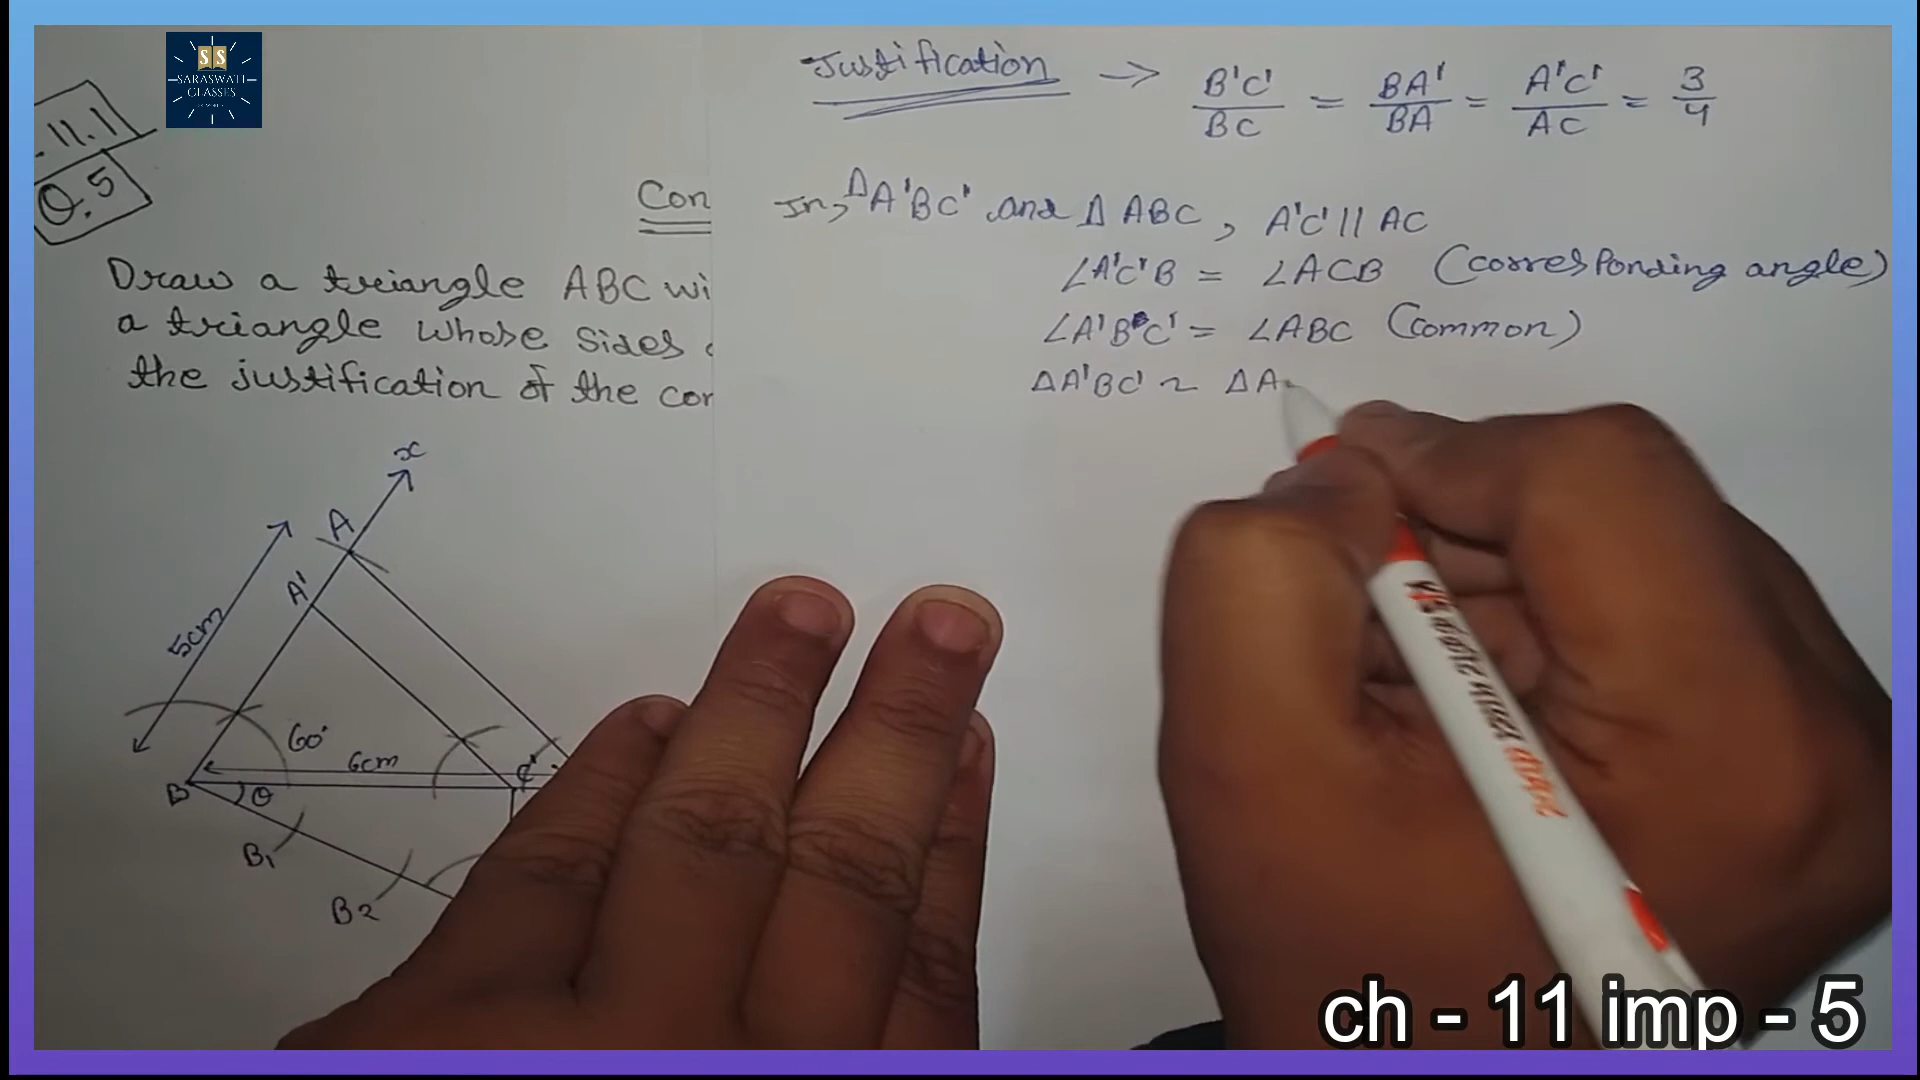 SS
SARASWATI
CLASSES
. 11.1
Q.5
Con
Draw a triangle ABC wi
a triangle whose sides
the justification of the cor
x
A
A'
5cm
60°
6cm
C'
B
θ
B1
B2
Justification → B'C'/BC = BA'/BA = A'C'/AC = 3/4
In, ΔA'BC' and Δ ABC, A'C' || AC
∠A'C'B = ∠ACB (corresponding angle)
∠A'BC' = ∠ABC (common)
ΔA'BC' ~ ΔA
ch - 11 imp - 5